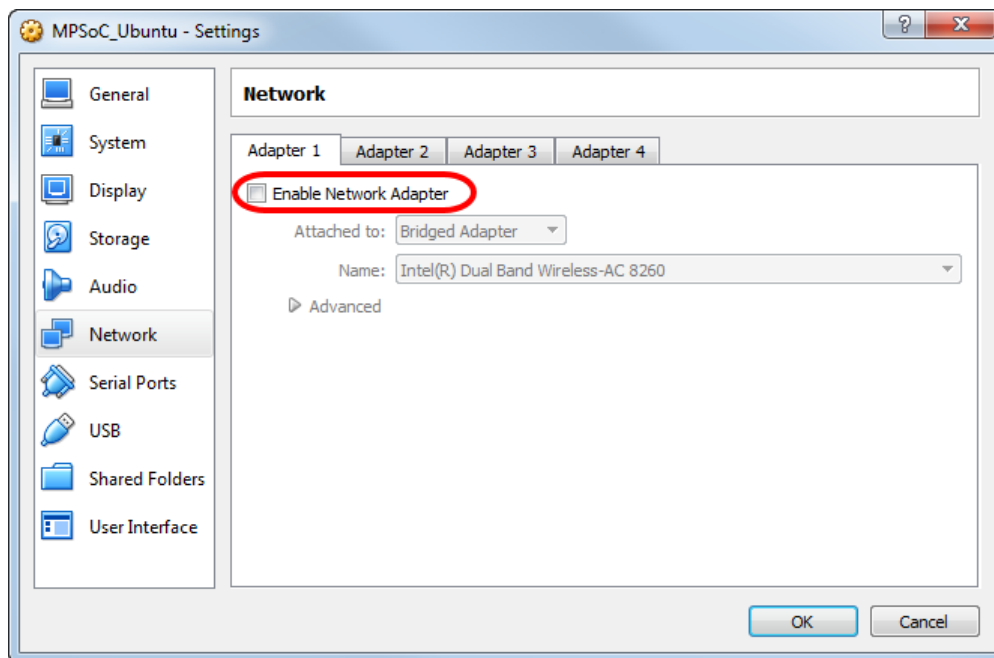 MPSoC_Ubuntu - Settings
?
General
System
Display
Storage
Audio
Network
Serial Ports
USB
Shared Folders
User Interface
Network
Adapter 1 Adapter 2 Adapter 3 Adapter 4
Enable Network Adapter
Attached to: Bridged Adapter
Name: Intel(R) Dual Band Wireless-AC 8260
Advanced
OK Cancel